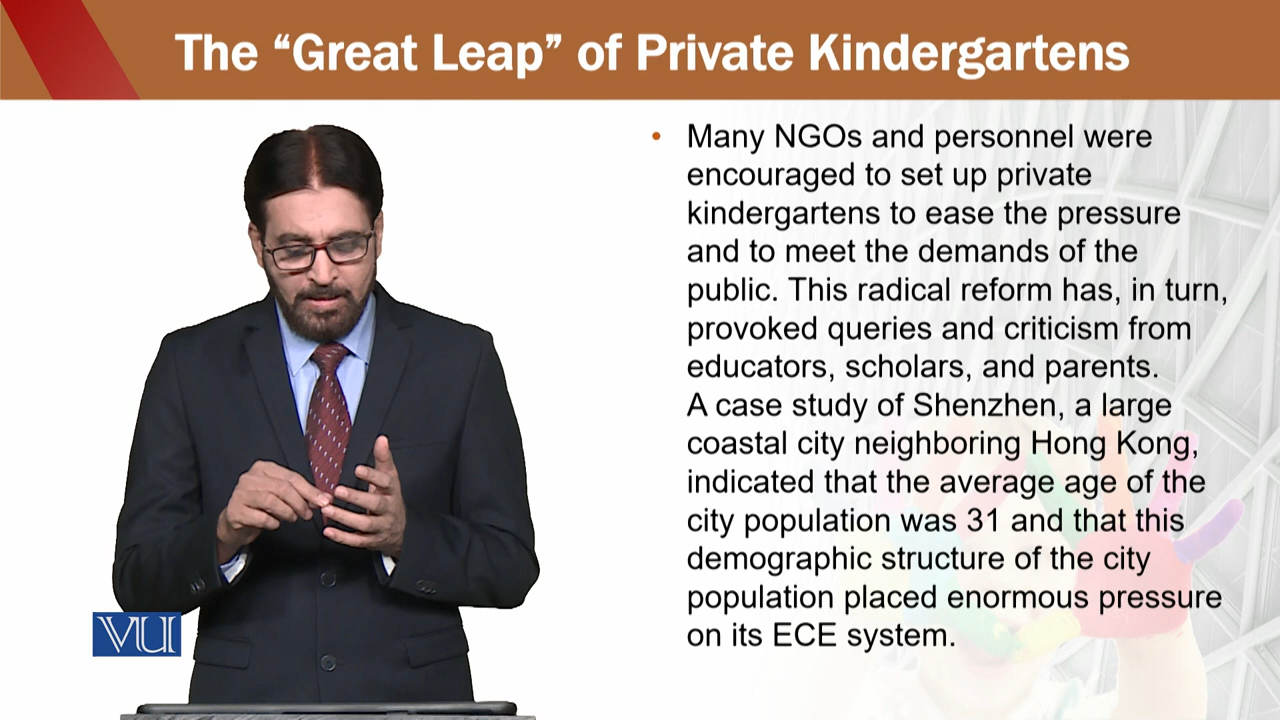 The “Great Leap” of Private Kindergartens
• Many NGOs and personnel were
encouraged to set up private
kindergartens to ease the pressure
and to meet the demands of the
public. This radical reform has, in turn,
provoked queries and criticism from
educators, scholars, and parents.
A case study of Shenzhen, a large
coastal city neighboring Hong Kong,
indicated that the average age of the
city population was 31 and that this
demographic structure of the city
population placed enormous pressure
on its ECE system.
VU